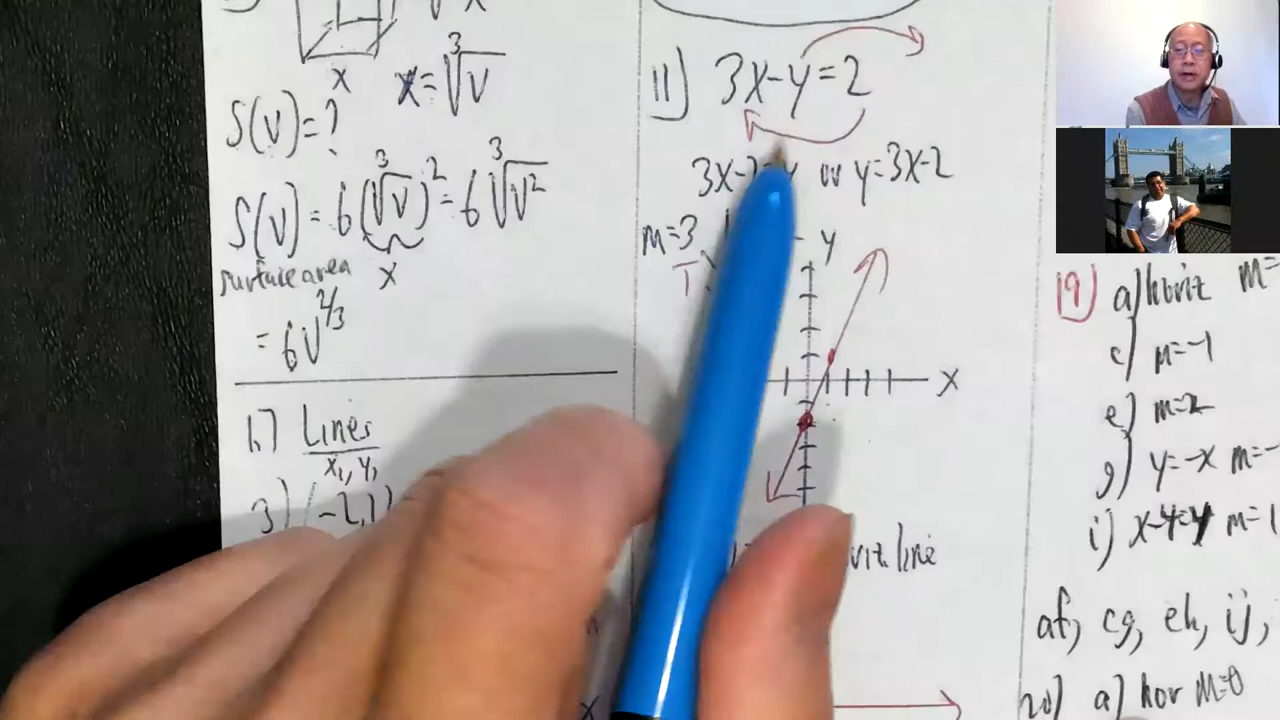 x
x = ∛V
S(V) = ?
S(V) = 6(∛V)² = 6∛V²
surface area
x
= 6V^(2/3)
1.) Lines
x₁, y₁
3) (-2,1)
11) 3x-y=2
3x-2=y or y=3x-2
m=3
1
y
x
line
x
19) a) horiz m=
c) m=-1
e) m=2
g) y=-x m=-
i) x-4=y m=1
af, cg, eh, ij,
20) a) hor m=0